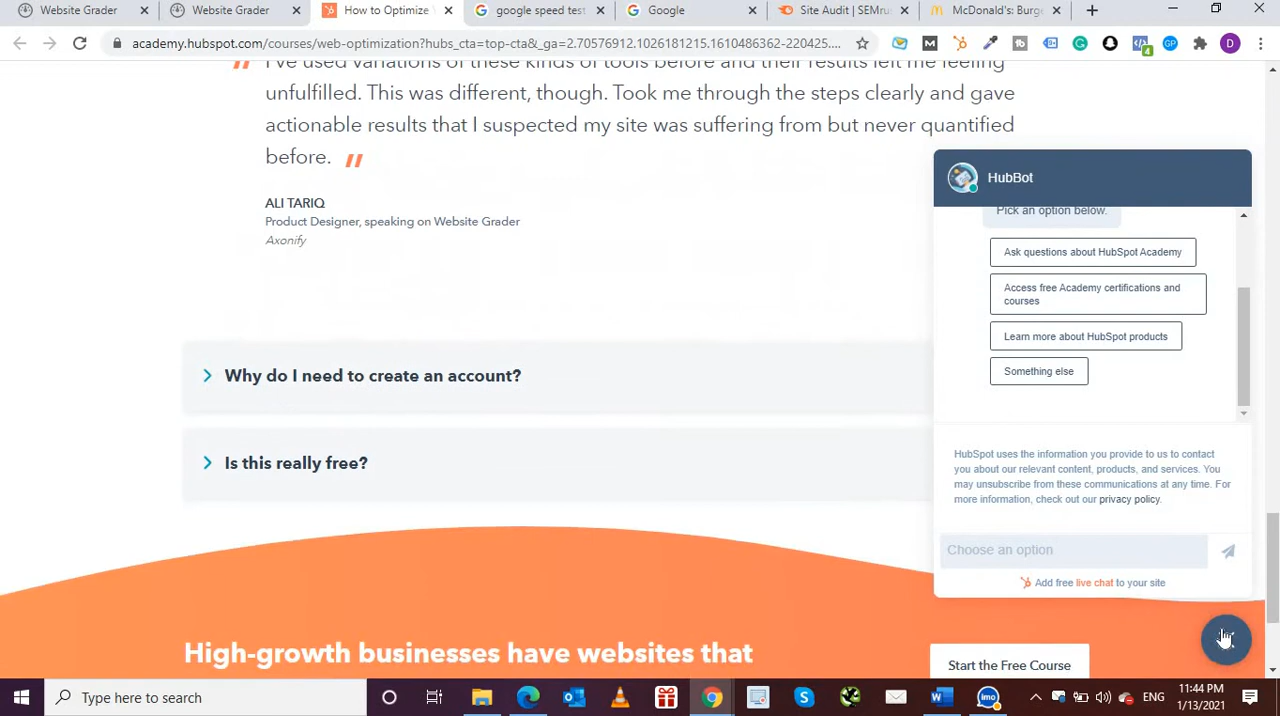 Website Grader
Website Grader
How to Optimize
google speed test
Google
Site Audit | SEMru
McDonald's: Burge
academy.hubspot.com/courses/web-optimization?hubs_ca=top-cta&_ga=2.70576912.1026181215.1610486362-220425....
M
4
GP
D
I've used variations of these kinds of tools before and their results left me feeling
unfulfilled. This was different, though. Took me through the steps clearly and gave
actionable results that I suspected my site was suffering from but never quantified
before.
ALI TARIQ
Product Designer, speaking on Website Grader
Axonify
Why do I need to create an account?
Is this really free?
High-growth businesses have websites that
Start the Free Course
HubBot
Pick an option below.
Ask questions about HubSpot Academy
Access free Academy certifications and
courses
Learn more about HubSpot products
Something else
HubSpot uses the information you provide to us to contact
you about our relevant content, products, and services. You
may unsubscribe from these communications at any time. For
more information, check out our privacy policy.
Choose an option
Add free live chat to your site
Type here to search
imo
ENG
11:44 PM
1/13/2021